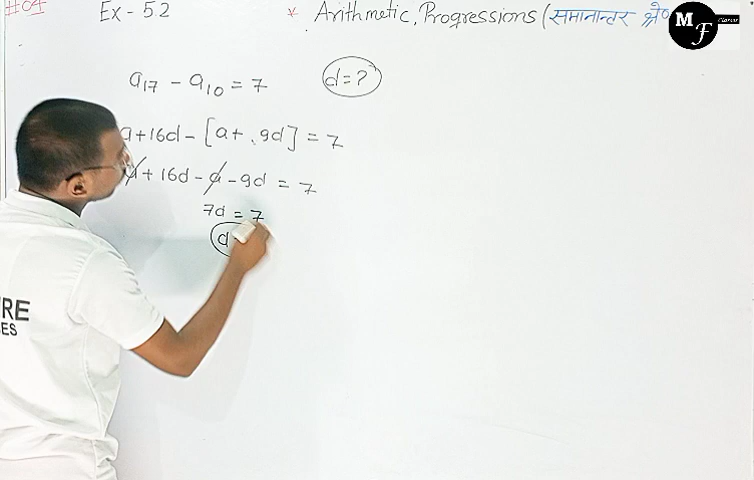 #04 Ex - 5.2 * Arithmetic, Progressions (समानान्तर
M F
a17 - a10 = 7 d = ?
a+16d - [a+ 9d] = 7
a + 16d - a - 9d = 7
7d = 7
d
RE
ES